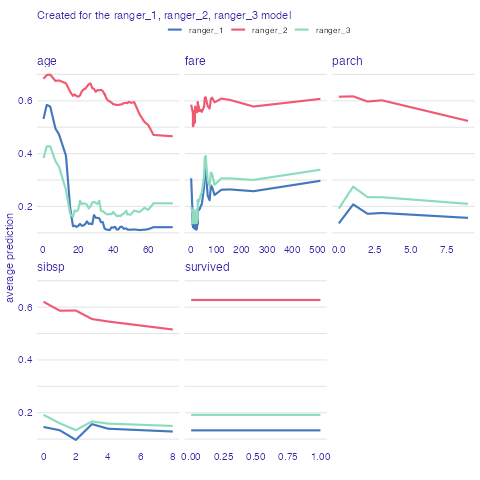 Created for the ranger_1, ranger_2, ranger_3 model
ranger_1 ranger_2 ranger_3
age fare parch
0.6
0.4
0.2
0 20 40 60 0 100 200 300 400 500 0.0 2.5 5.0 7.5
average prediction
sibsp survived
0.6
0.4
0.2
0 2 4 6 8 0.00 0.25 0.50 0.75 1.00